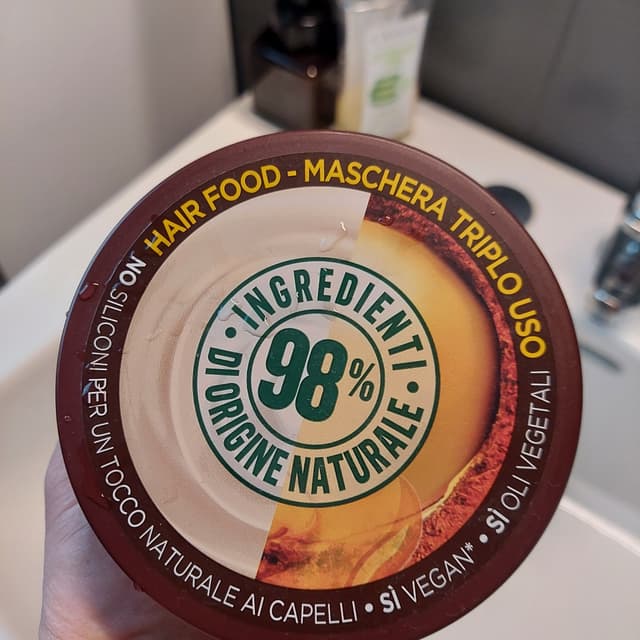 HAIR FOOD - MASCHERA TRIPLO USO
NO SILICONI PER UN TOCCO NATURALE AI CAPELLI • SÌ VEGAN* • SÌ OLI VEGETALI
• INGREDIENTI •
98%
DI ORIGINE NATURALE